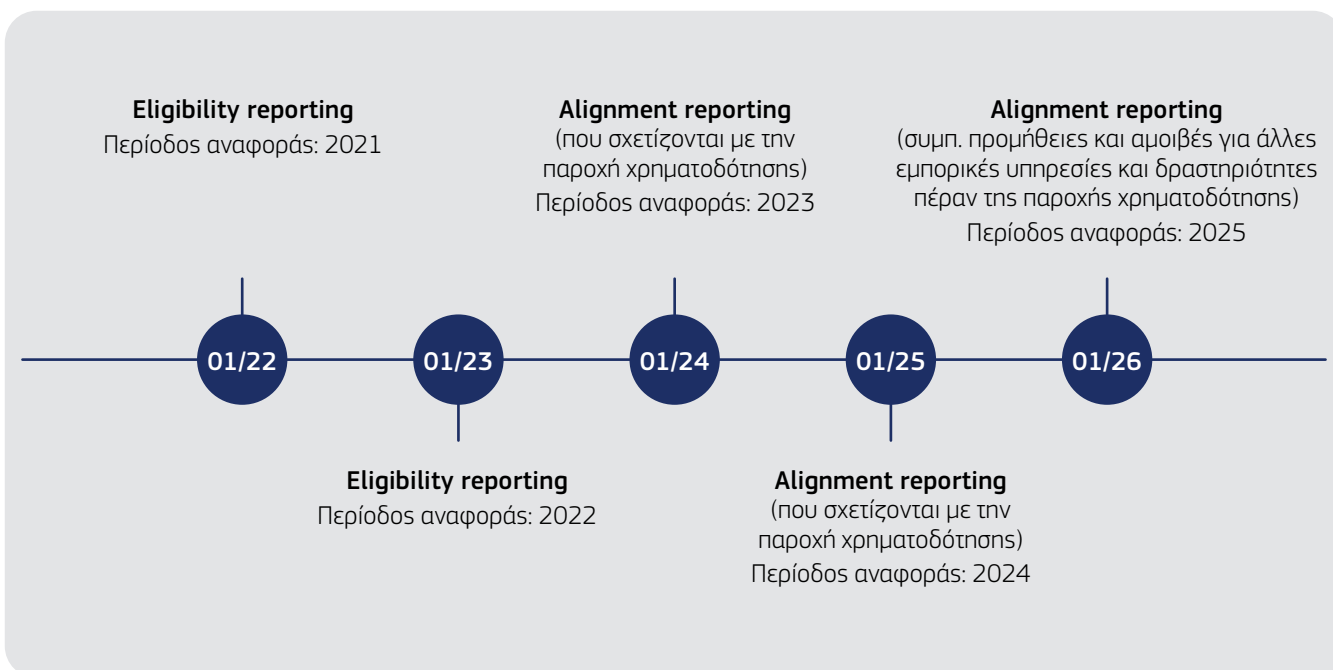 Eligibility reporting
Περίοδος αναφοράς: 2021
Alignment reporting
(που σχετίζονται με την
παροχή χρηματοδότησης)
Περίοδος αναφοράς: 2023
Alignment reporting
(συμπ. προμήθειες και αμοιβές για άλλες
εμπορικές υπηρεσίες και δραστηριότητες
πέραν της παροχής χρηματοδότησης)
Περίοδος αναφοράς: 2025
01/22
01/23
01/24
01/25
01/26
Eligibility reporting
Περίοδος αναφοράς: 2022
Alignment reporting
(που σχετίζονται με την
παροχή χρηματοδότησης)
Περίοδος αναφοράς: 2024